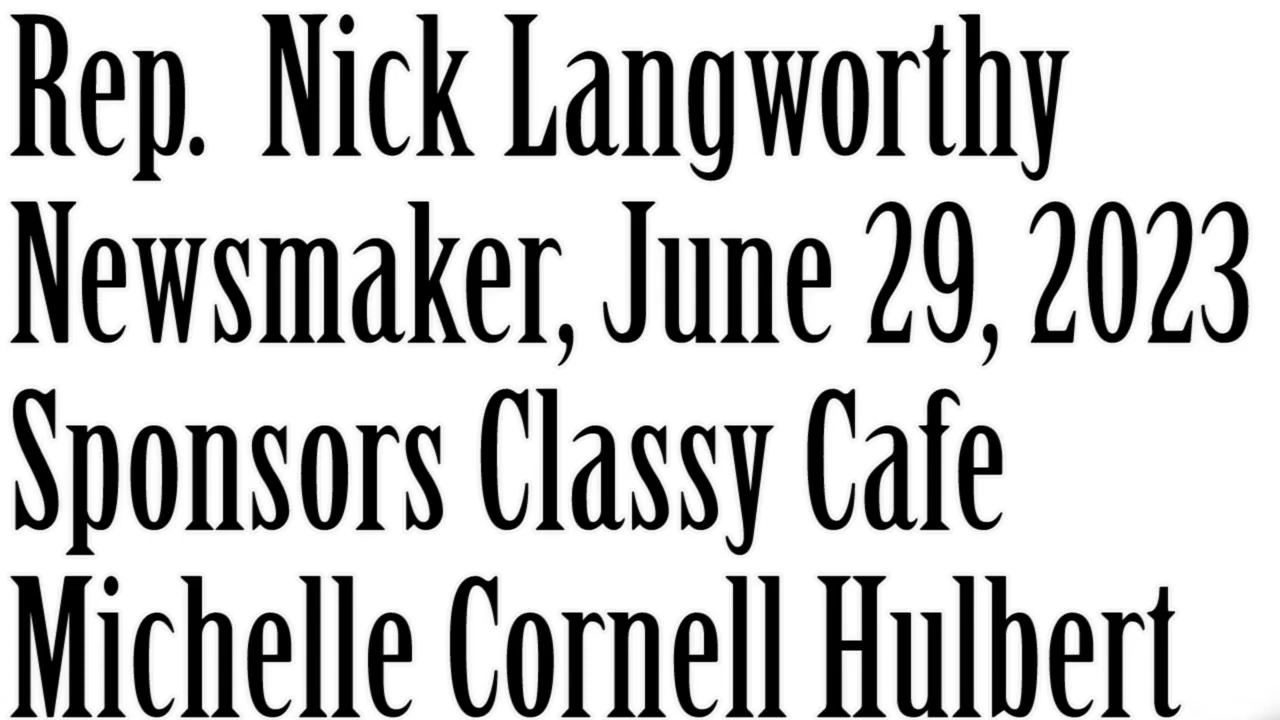 Rep.  Nick Langworthy
Newsmaker, June 29, 2023
Sponsors Classy Cafe
Michelle Cornell Hulbert